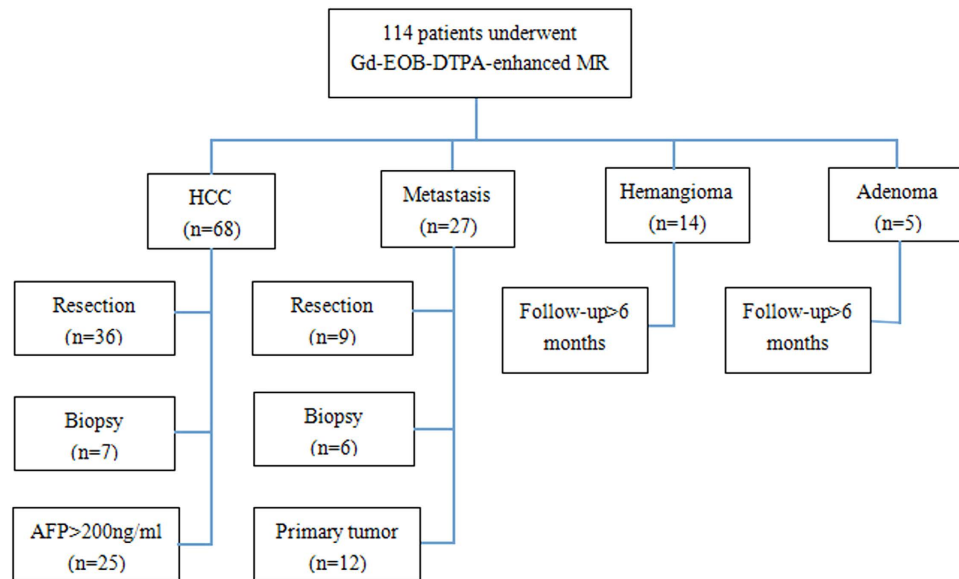 114 patients underwent
Gd-EOB-DTPA-enhanced MR
HCC
(n=68)
Metastasis
(n=27)
Hemangioma
(n=14)
Adenoma
(n=5)
Resection
(n=36)
Resection
(n=9)
Follow-up>6
months
Follow-up>6
months
Biopsy
(n=7)
Biopsy
(n=6)
AFP>200ng/ml
(n=25)
Primary tumor
(n=12)